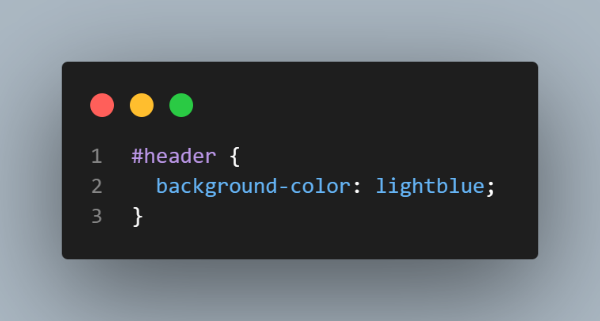 1 #header {
2   background-color: lightblue;
3 }